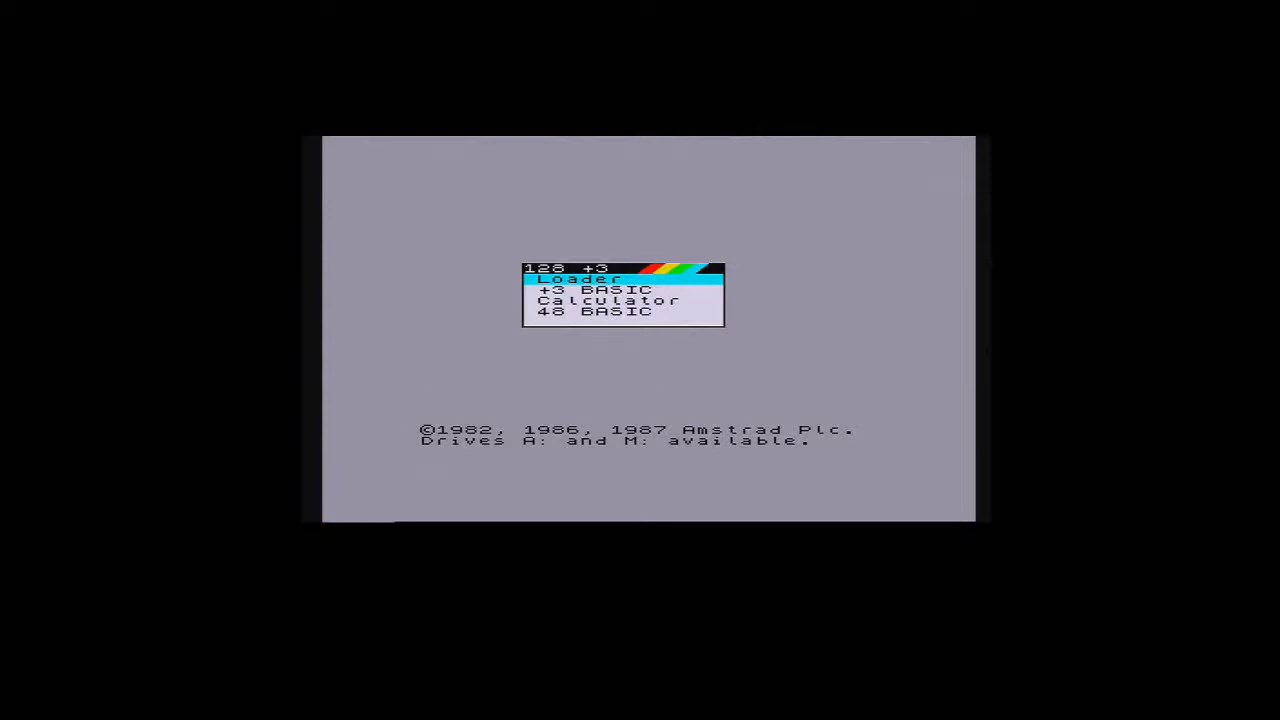 128 +3
Loader
+3 BASIC
Calculator
48 BASIC
©1982, 1986, 1987 Amstrad Plc.
Drives A: and M: available.